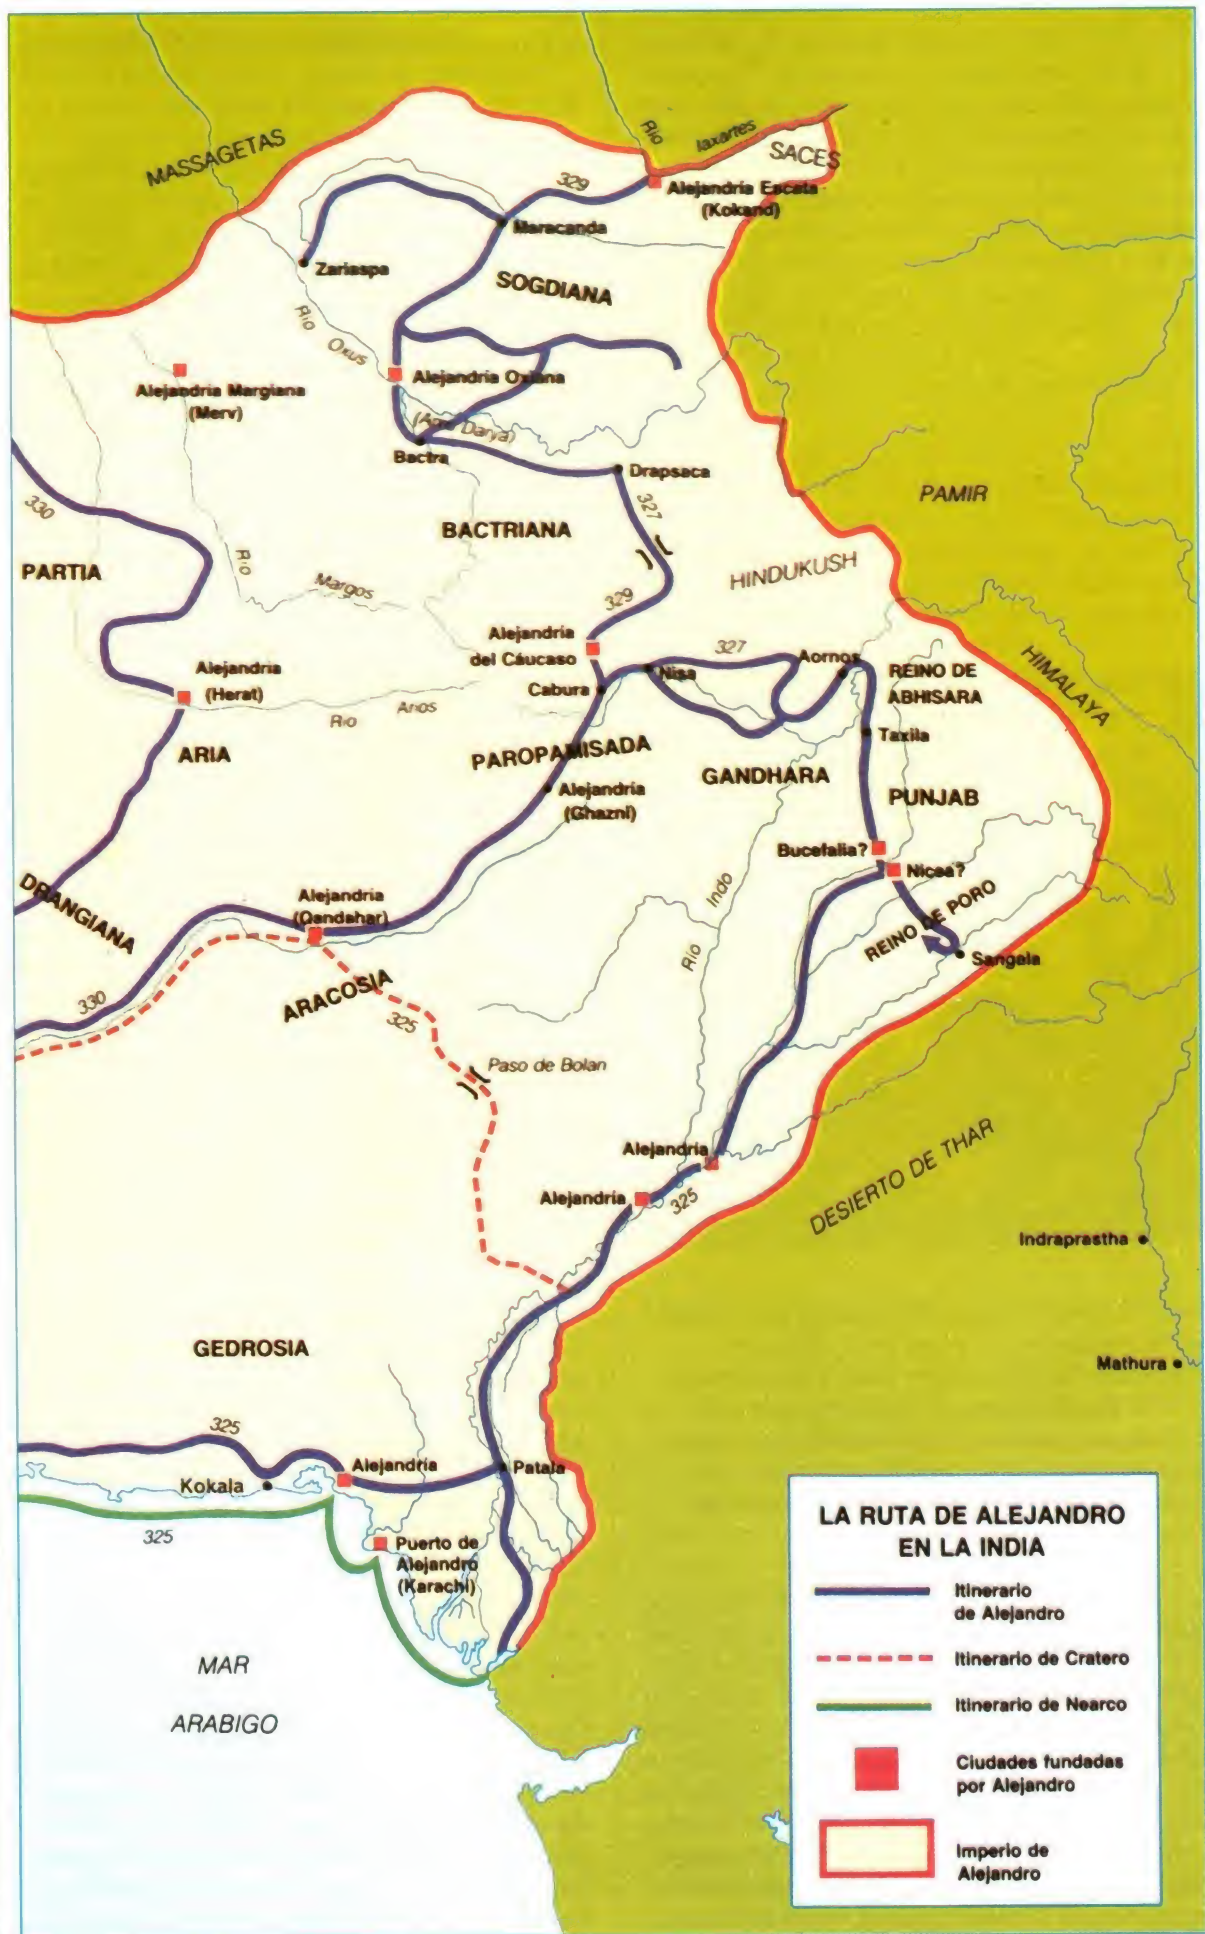 MASSAGETAS
Río Iaxartes
SACES
329
Alejandría Escata
(Kokand)
Maracanda
Zariaspa
SOGDIANA
Río Oxus
Alejandría Margiana
(Merv)
Alejandría Oxiana
(Amu Darya)
Bactra
Drapsaca
330
327
PAMIR
BACTRIANA
PARTIA
Río Margos
HINDUKUSH
329
Alejandría
del Cáucaso
327
Aornos
Nisa
REINO DE
ABHISARA
HIMALAYA
Alejandría
(Herat)
Cabura
Río Arios
Taxila
ARIA
PAROPAMISADA
GANDHARA
PUNJAB
Alejandría
(Ghazni)
Bucefalia?
Nicea?
DRANGIANA
Alejandría
(Qandahar)
Río Indo
REINO DE PORO
Sangala
330
ARACOSIA
325
Paso de Bolan
Alejandría
DESIERTO DE THAR
Alejandría
325
Indraprastha
GEDROSIA
Mathura
325
Alejandría
Patala
Kokala
325
Puerto de
Alejandro
(Karachi)
MAR
ARABIGO
LA RUTA DE ALEJANDRO
EN LA INDIA
Itinerario
de Alejandro
Itinerario de Cratero
Itinerario de Nearco
Ciudades fundadas
por Alejandro
Imperio de
Alejandro